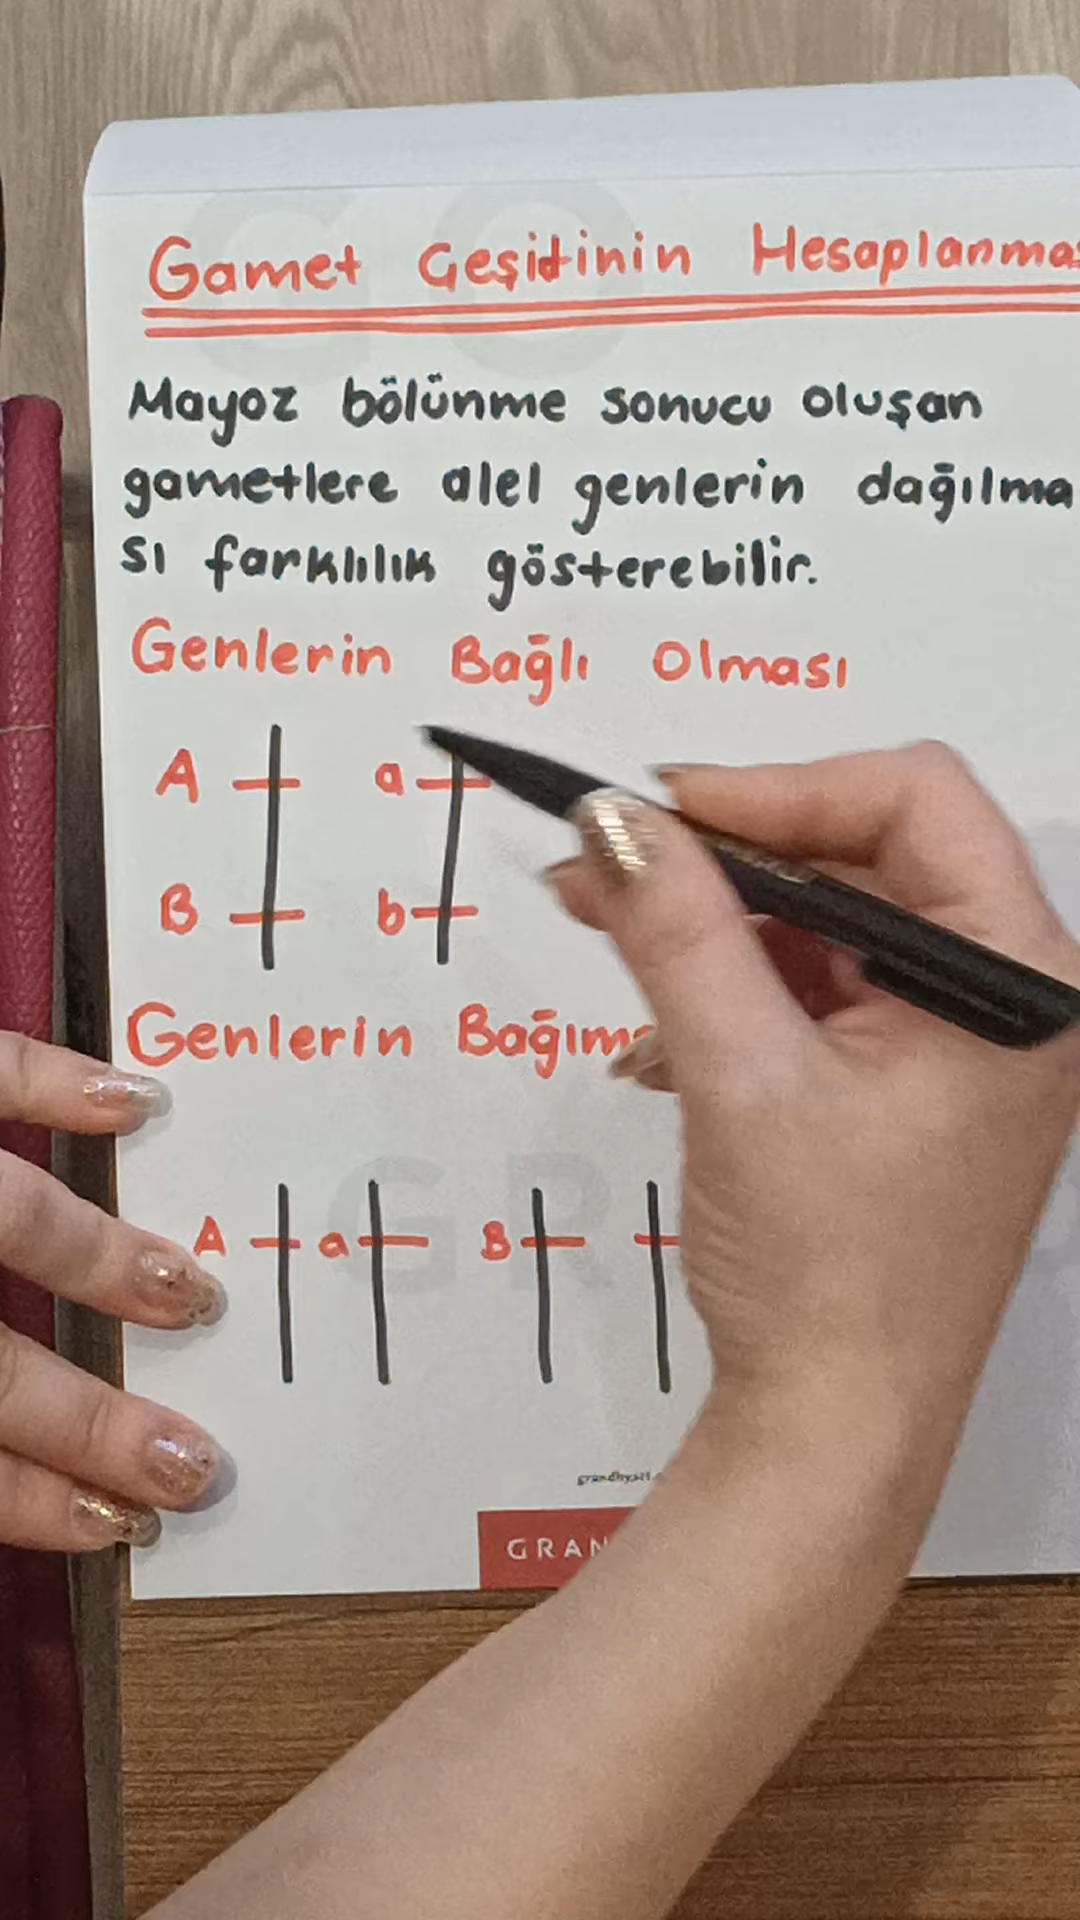 Gamet Çeşidinin Hesaplanma
Mayoz bölünme sonucu oluşan
gametlere alel genlerin dağılma
sı farklılık gösterebilir.
Genlerin Bağlı Olması
A a
B b
Genlerin Bağım
A a B
GRAN